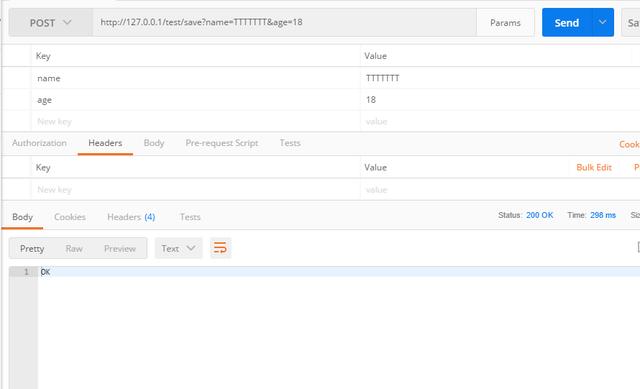 POST http://127.0.0.1/test/save?name=TTTTTTT&age=18 Params Send Sa
Key Value
name TTTTTTT
age 18
New key value
Authorization Headers Body Pre-request Script Tests Cook
Key Value Bulk Edit P
New key value
Body Cookies Headers (4) Tests Status: 200 OK Time: 298 ms Siz
Pretty Raw Preview Text
1 OK